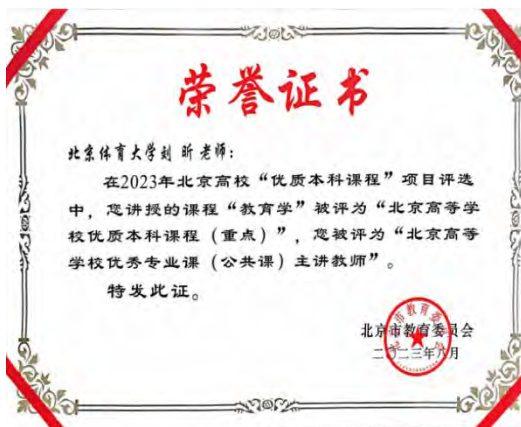 荣誉证书
北京体育大学刘 昕 老师：
在2023年北京高校“优质本科课程”项目评选
中，您讲授的课程“教育学”被评为“北京高等学
校优质本科课程（重点）”，您被评为“北京高等
学校优秀专业课（公共课）主讲教师”。
特发此证。
北京市教育委员会
二〇二三年八月